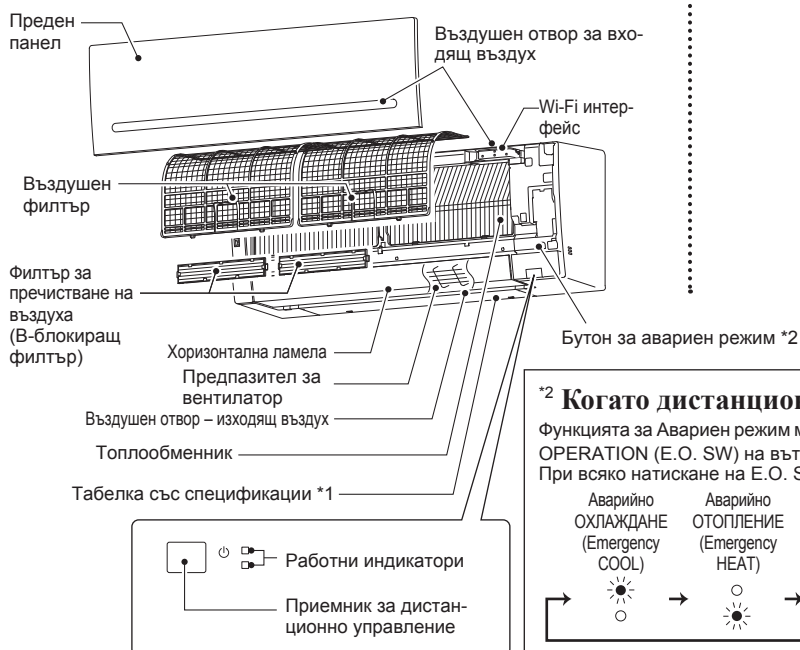 Преден
панел
Въздушен отвор за вхо-
дящ въздух
Wi-Fi интер-
фейс
Въздушен
филтър
Филтър за
пречистване на
въздуха
(В-блокиращ
филтър)
Хоризонтална ламела
Предпазител за
вентилатор
Въздушен отвор – изходящ въздух
Топлообменник
Табелка със спецификации *1
Бутон за авариен режим *2
Работни индикатори
Приемник за дистан-
ционно управление
*2 Когато дистанцион
Функцията за Авариен режим м
OPERATION (E.O. SW) на вът
При всяко натискане на E.O. S
Аварийно
ОХЛАЖДАНЕ
(Emergency
COOL)
Аварийно
ОТОПЛЕНИЕ
(Emergency
HEAT)